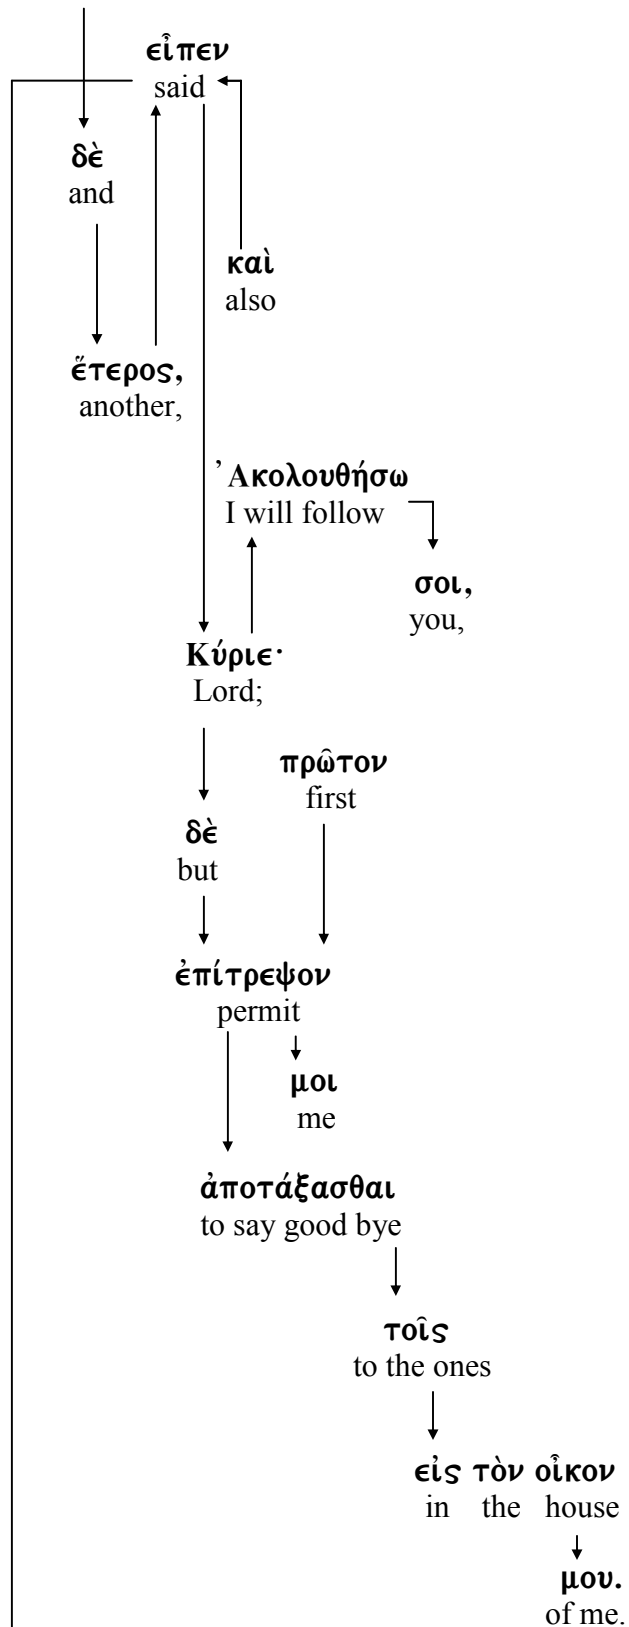 εἶπεν
said
δὲ
and
καὶ
also
ἕτερος,
another,
Ἀκολουθήσω
I will follow
σοι,
you,
Κύριε·
Lord;
πρῶτον
first
δὲ
but
ἐπίτρεψον
permit
μοι
me
ἀποτάξασθαι
to say good bye
τοῖς
to the ones
εἰς τὸν οἶκον
in the house
μου.
of me.